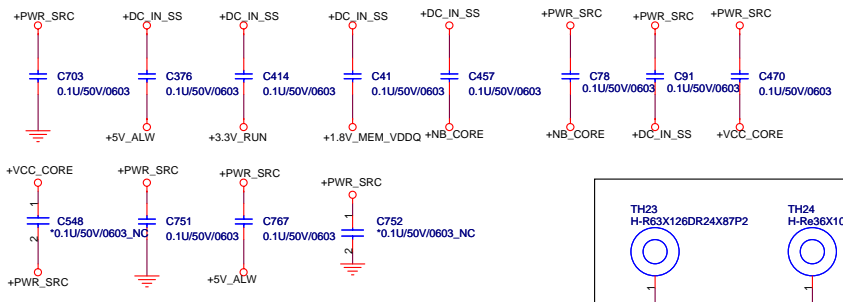 +PWR_SRC
+DC_IN_SS
+DC_IN_SS
+DC_IN_SS
+DC_IN_SS
+PWR_SRC
+PWR_SRC
+PWR_SRC
C703
0.1U/50V/0603
C376
0.1U/50V/0603
C414
0.1U/50V/0603
C41
0.1U/50V/0603
C457
0.1U/50V/0603
C78
0.1U/50V/0603
C91
0.1U/50V/0603
C470
0.1U/50V/0603
+5V_ALW
+3.3V_RUN
+1.8V_MEM_VDDQ
+NB_CORE
+NB_CORE
+DC_IN_SS
+VCC_CORE
+VCC_CORE
+PWR_SRC
+PWR_SRC
+PWR_SRC
1
C548
*0.1U/50V/0603_NC
2
C751
0.1U/50V/0603
C767
0.1U/50V/0603
1
C752
*0.1U/50V/0603_NC
2
+PWR_SRC
+5V_ALW
TH23
H-R63X126DR24X87P2
1
TH24
H-Re36X10
1